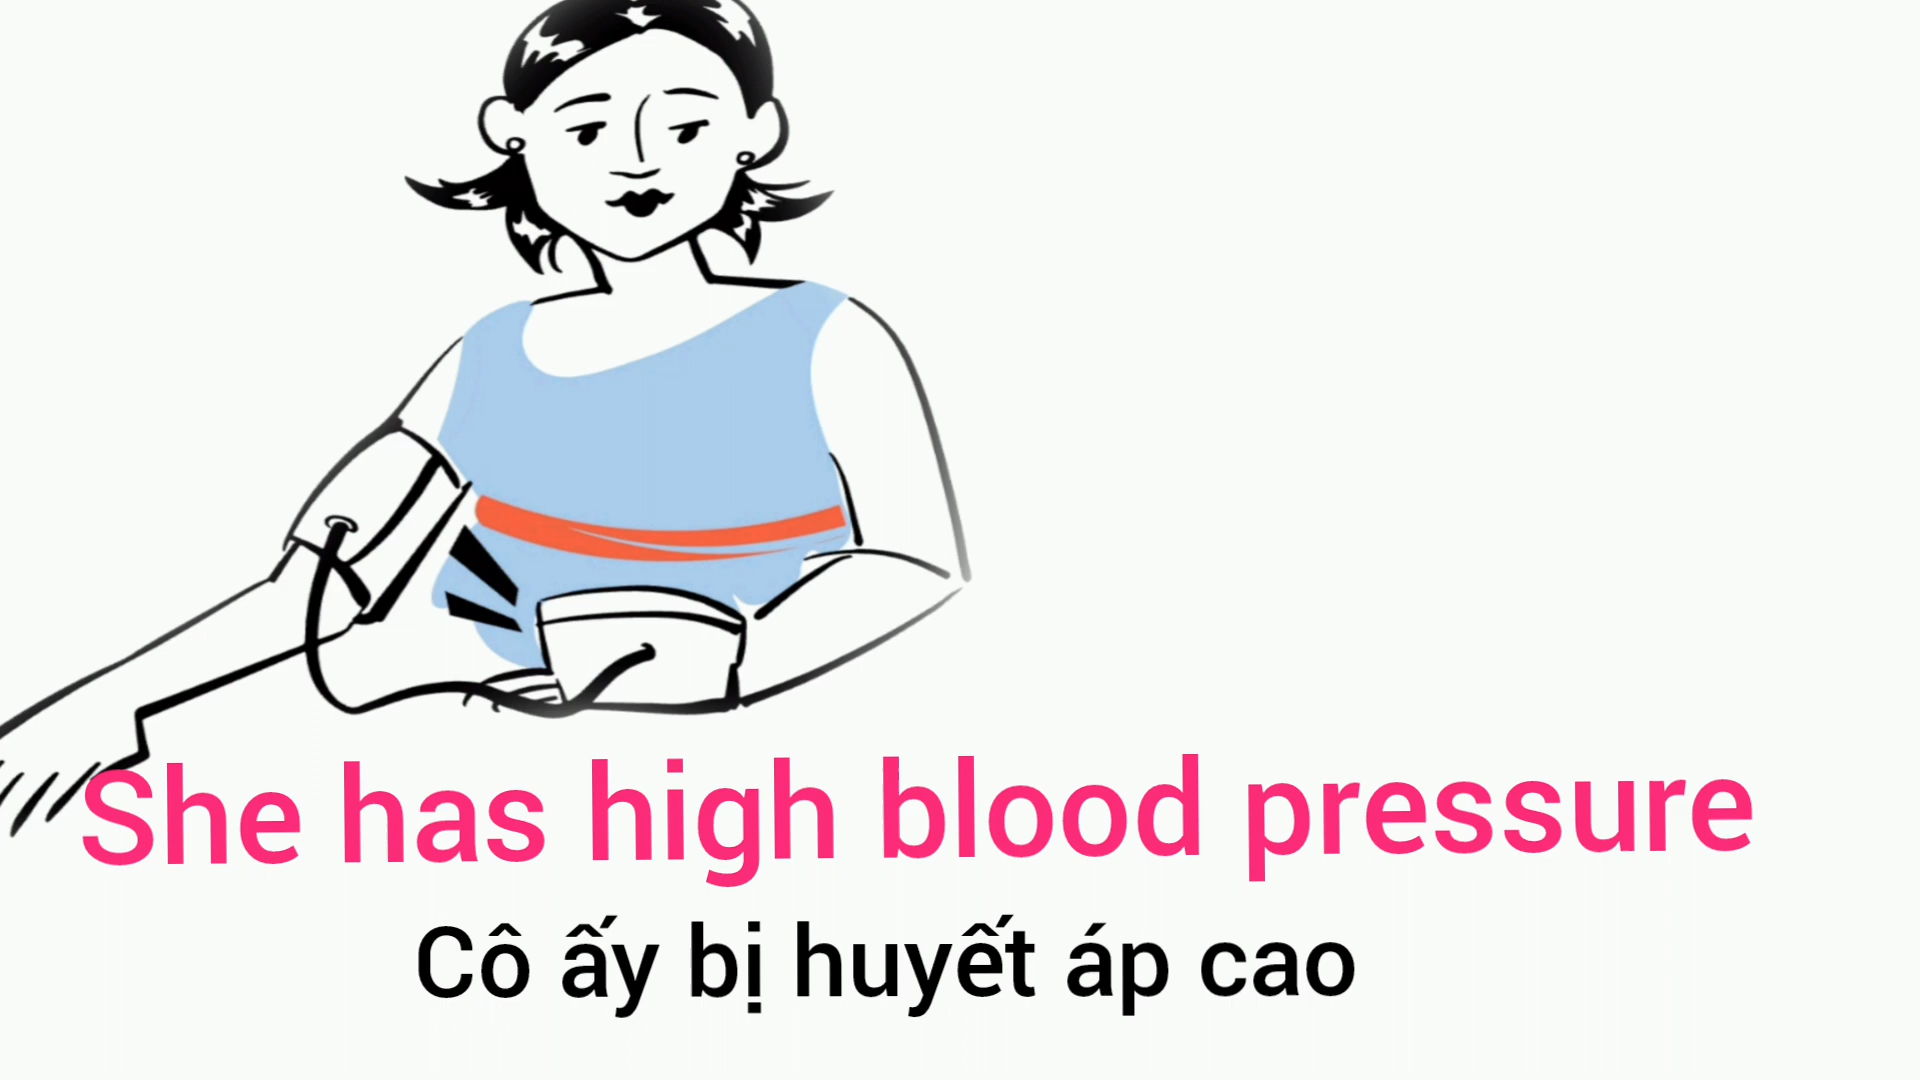 She has high blood pressure
Cô ấy bị huyết áp cao